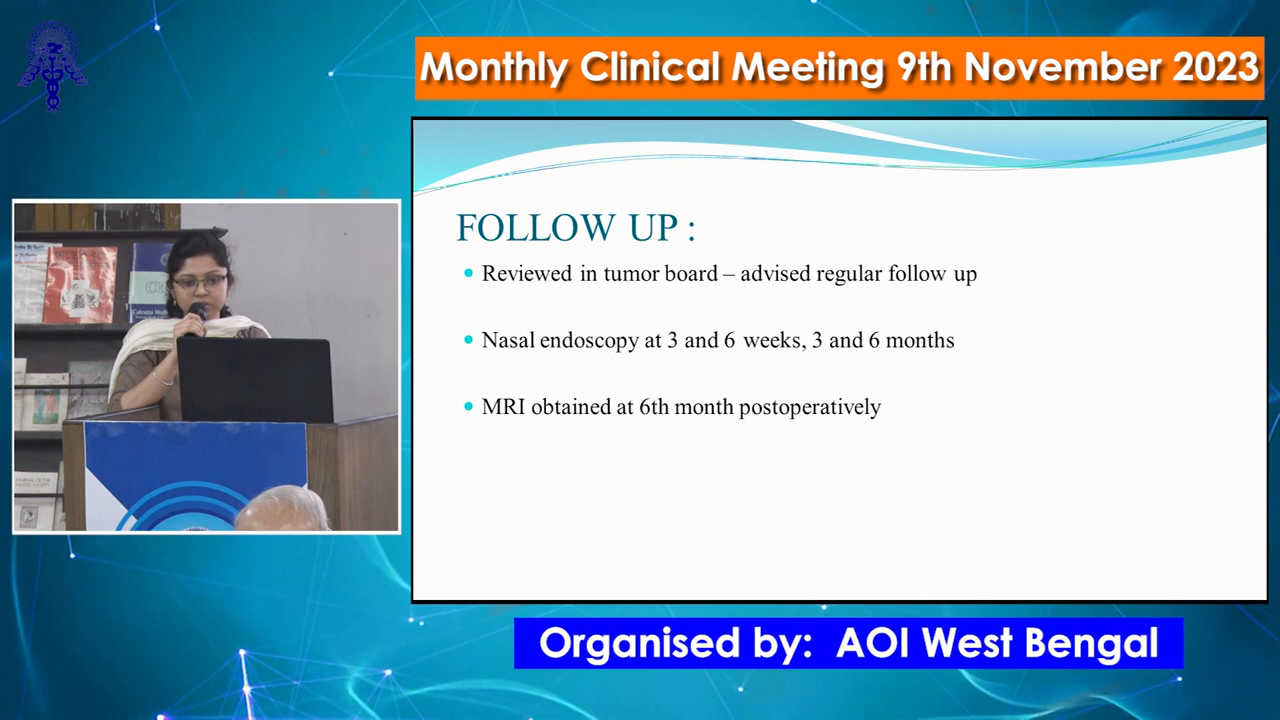 Monthly Clinical Meeting 9th November 2023
FOLLOW UP :
Reviewed in tumor board – advised regular follow up
Nasal endoscopy at 3 and 6 weeks, 3 and 6 months
MRI obtained at 6th month postoperatively
Organised by: AOI West Bengal